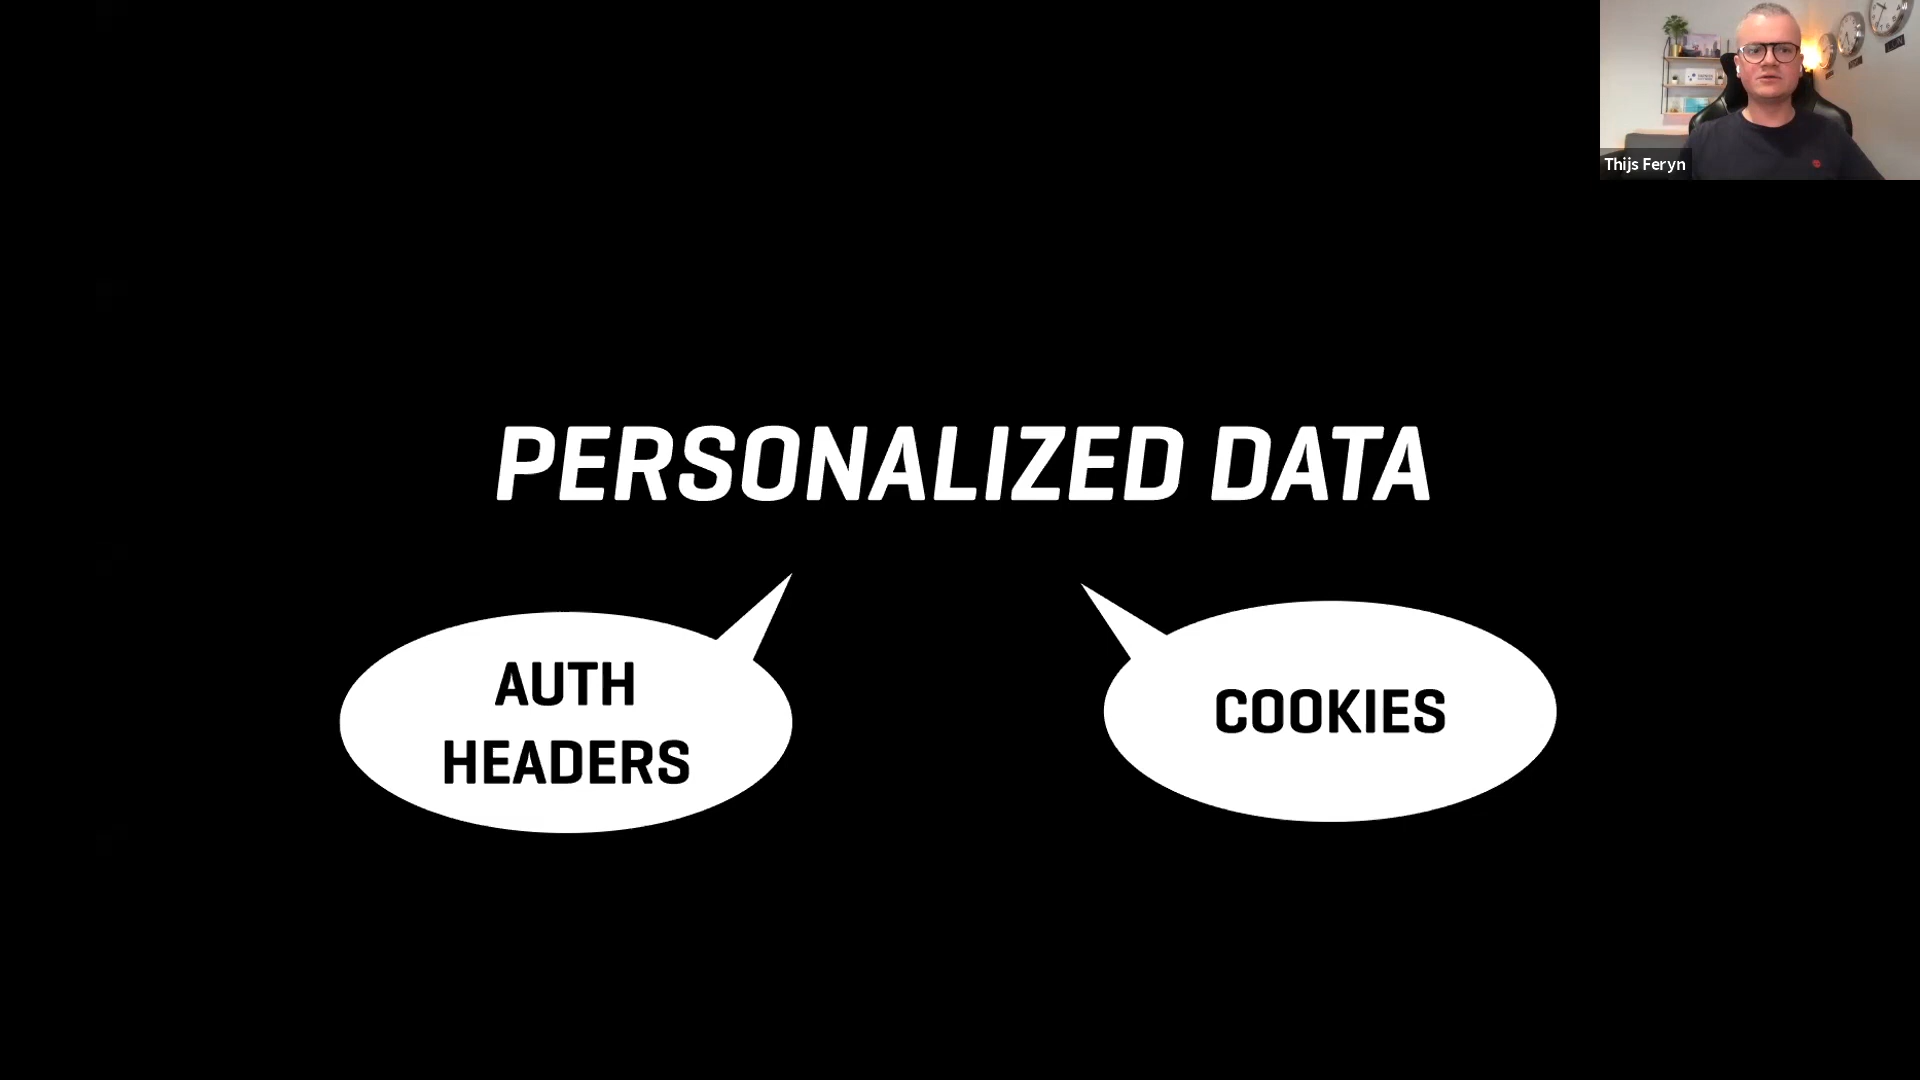 Thijs Feryn
PERSONALIZED DATA
AUTH
HEADERS
COOKIES